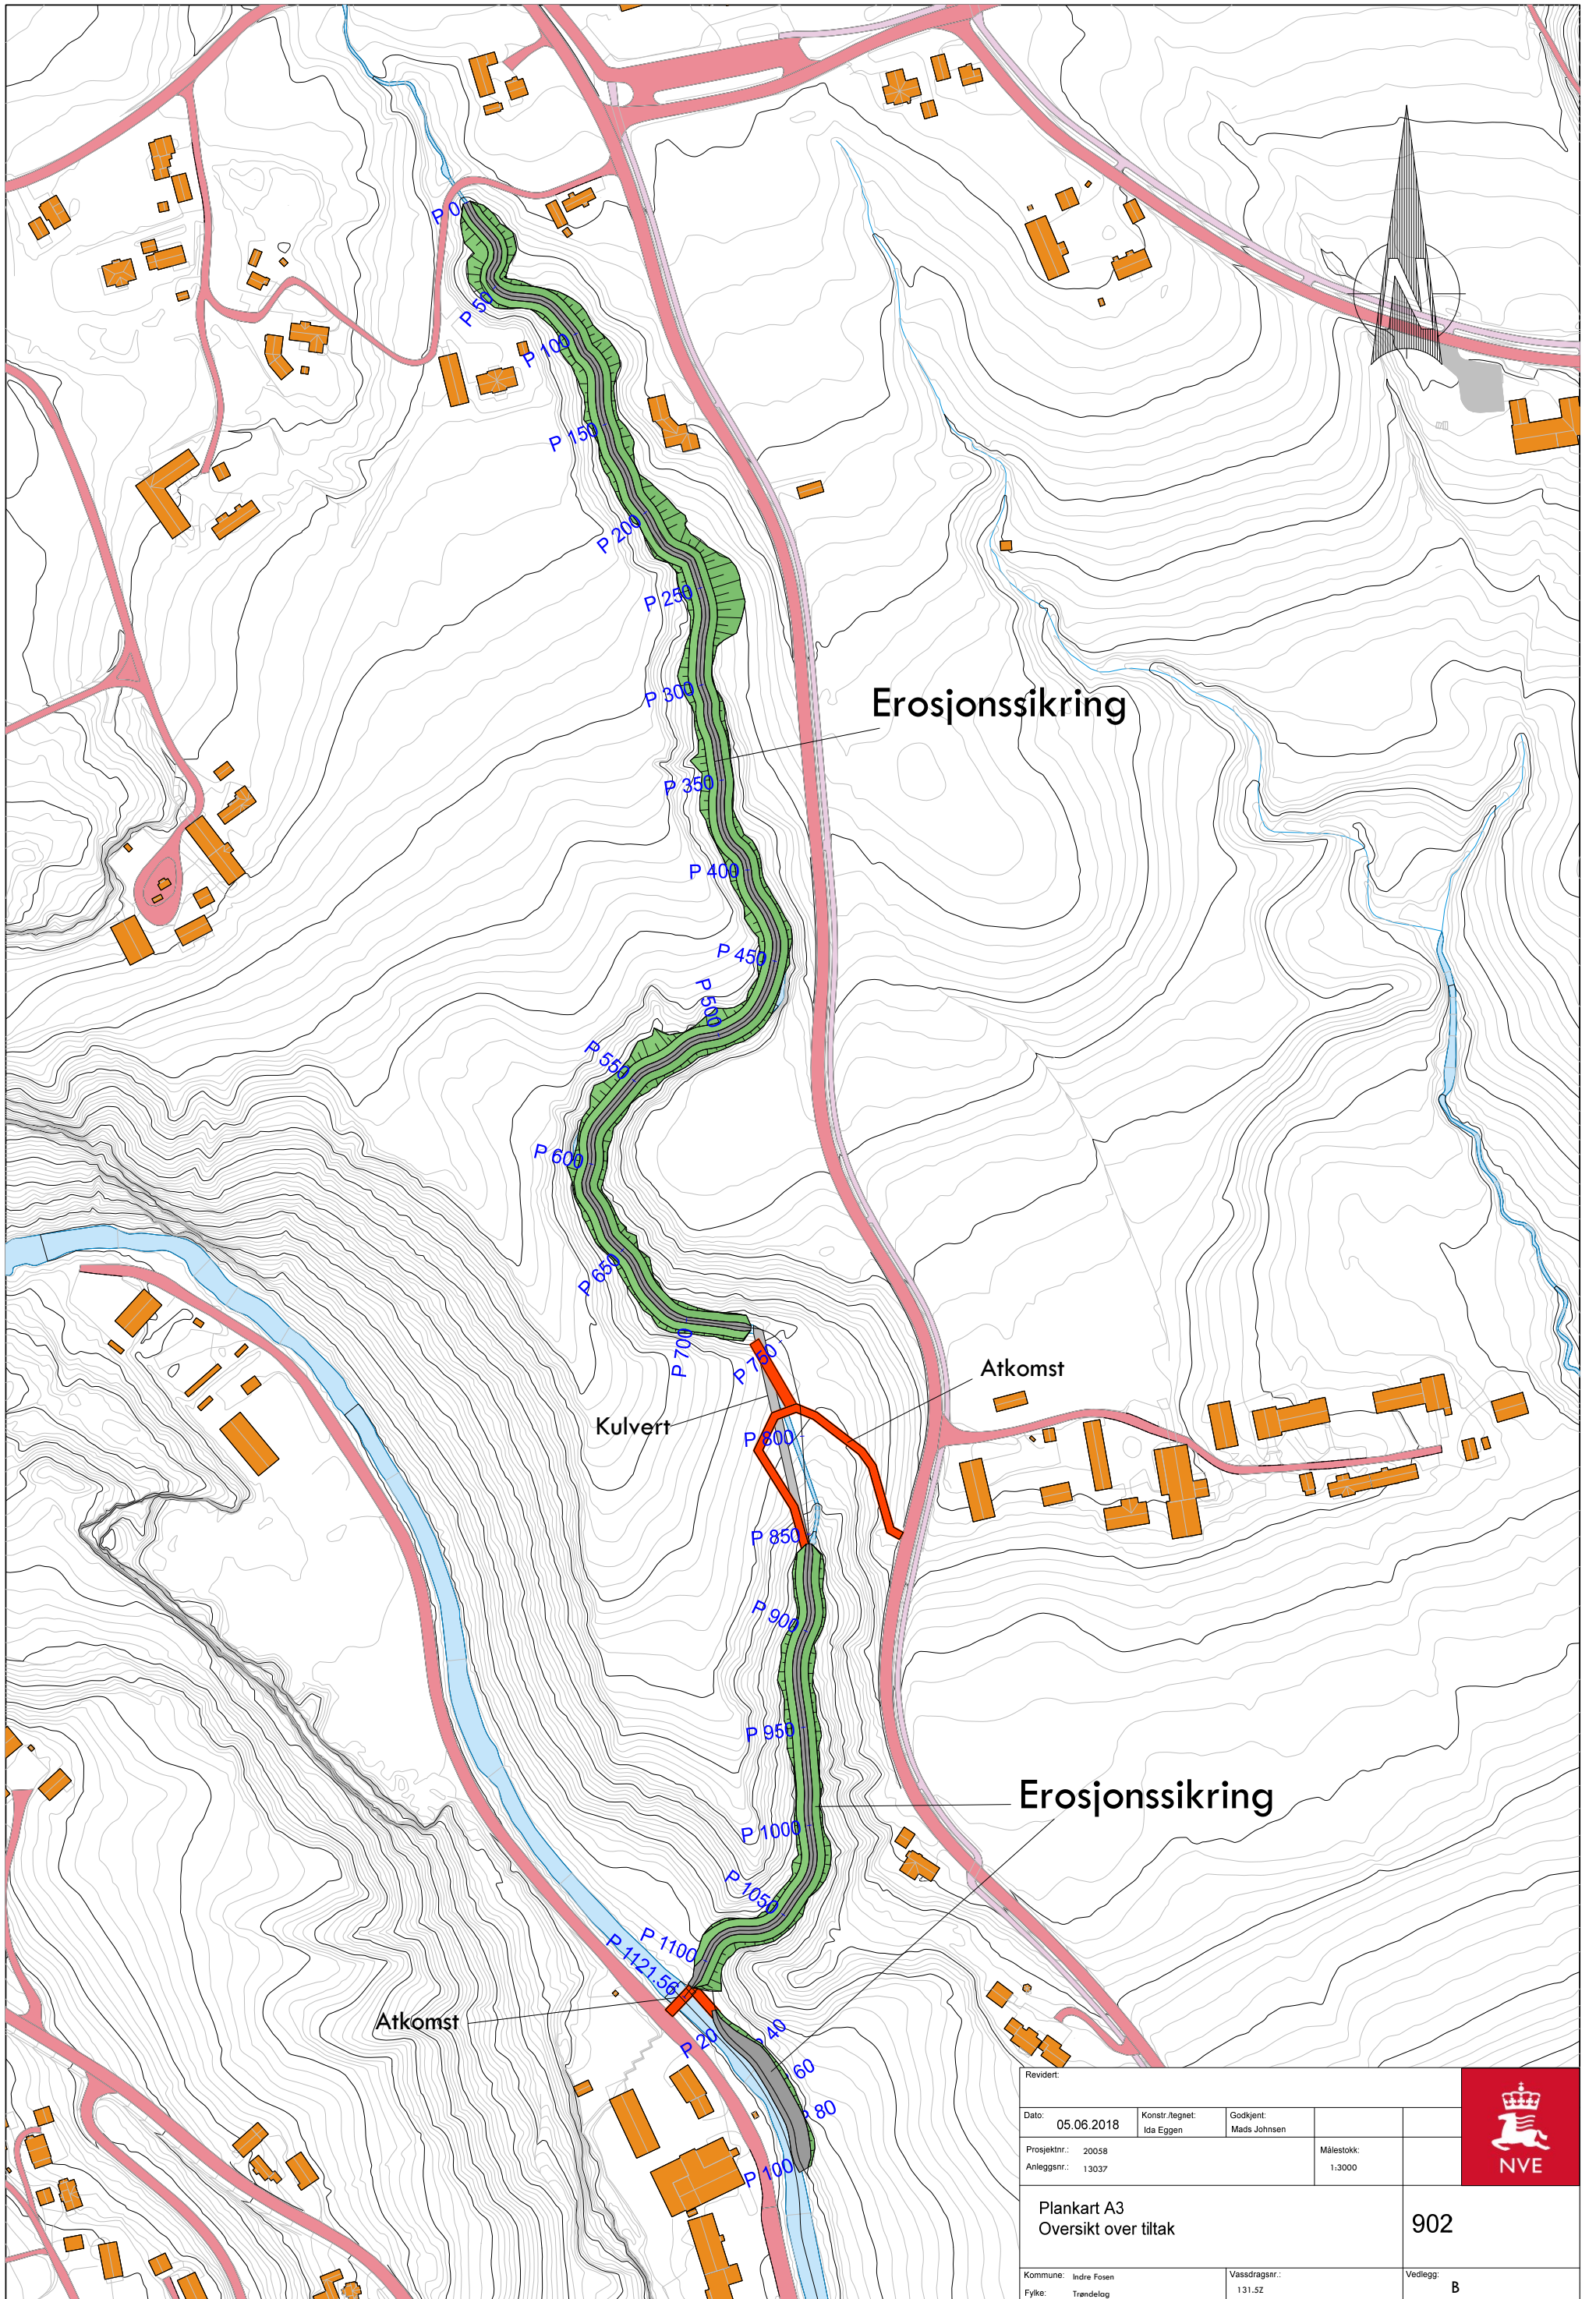 N
P 0
P 50
P 100
P 150
P 200
P 250
P 300
Erosjonssikring
P 350
P 400
P 450
P 500
P 550
P 600
P 650
P 700
P 750
Atkomst
Kulvert
P 800
P 850
P 900
P 950
Erosjonssikring
P 1000
P 1050
P 1100
P 1121.56
Atkomst
P 20
40
60
80
P 100
Revidert:
Dato: 05.06.2018
Konstr./tegnet: Ida Eggen
Godkjent: Mads Johnsen
Prosjektnr.: 20058
Anleggsnr.: 13037
Målestokk: 1:3000
NVE
Plankart A3
Oversikt over tiltak
902
Kommune: Indre Fosen
Fylke: Trøndelag
Vassdragsnr.: 131.5Z
Vedlegg: B